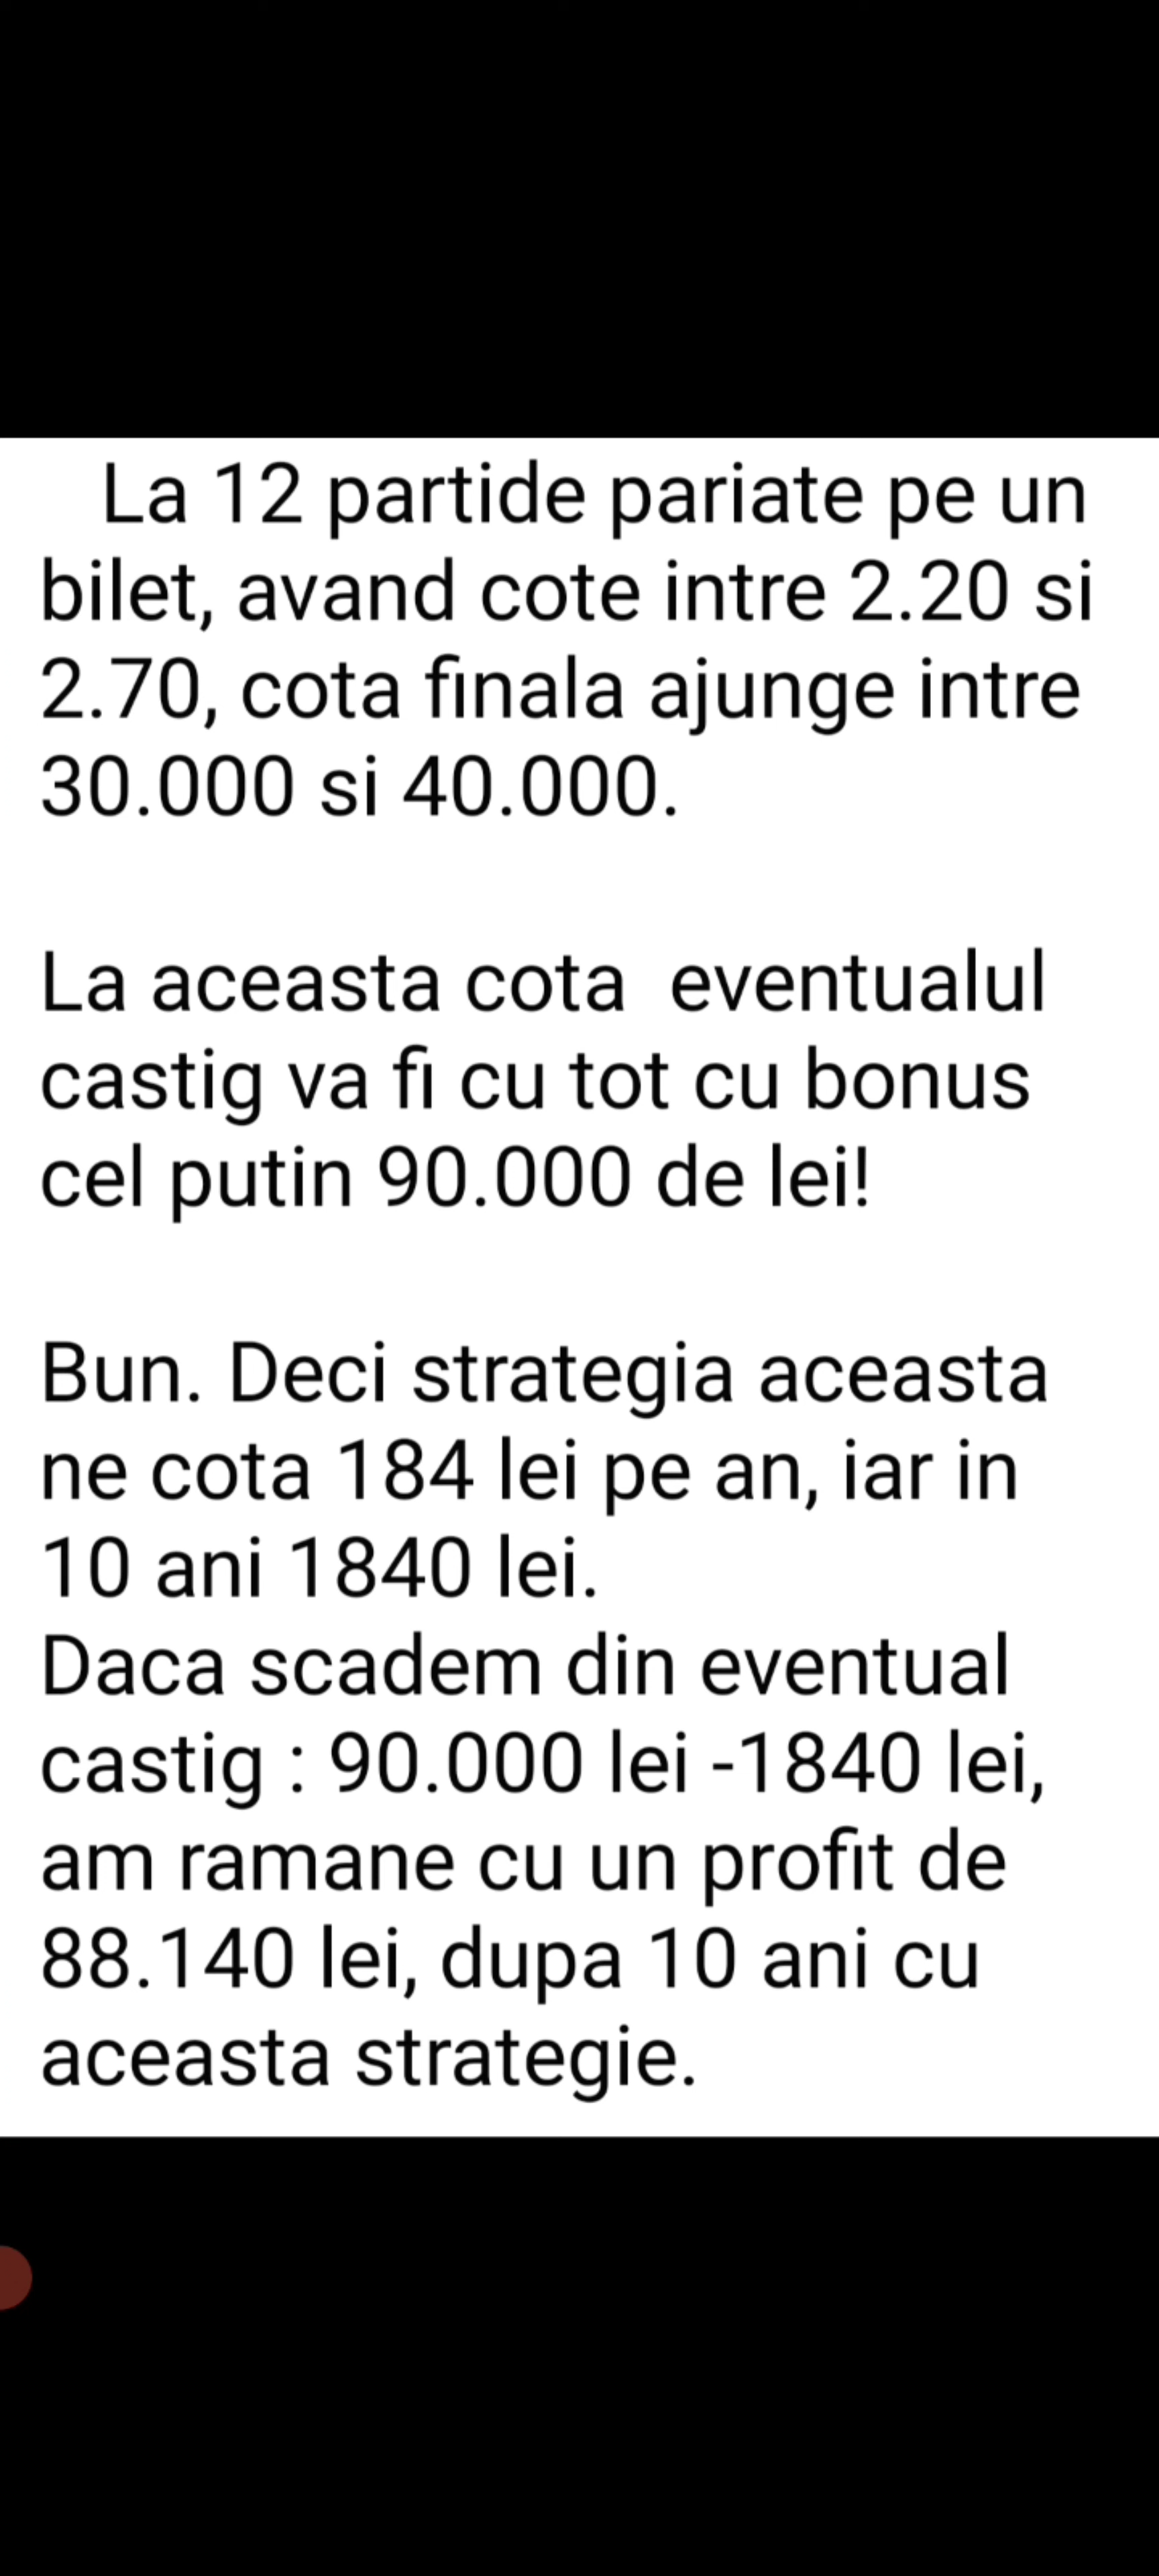 La 12 partide pariate pe un
bilet, avand cote intre 2.20 si
2.70, cota finala ajunge intre
30.000 si 40.000.
La aceasta cota  eventualul
castig va fi cu tot cu bonus
cel putin 90.000 de lei!
Bun. Deci strategia aceasta
ne cota 184 lei pe an, iar in
10 ani 1840 lei.
Daca scadem din eventual
castig : 90.000 lei -1840 lei,
am ramane cu un profit de
88.140 lei, dupa 10 ani cu
aceasta strategie.